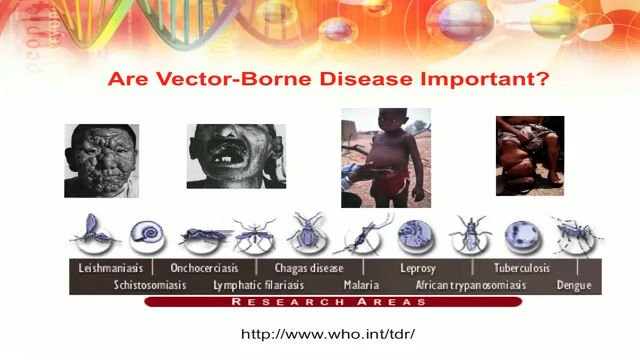 people
Are Vector-Borne Disease Important?
Leishmaniasis Onchocerciasis Chagas disease Leprosy Tuberculosis
Schistosomiasis Lymphatic filariasis Malaria African trypanosomiasis Dengue
RESEARCH AREAS
http://www.who.int/tdr/